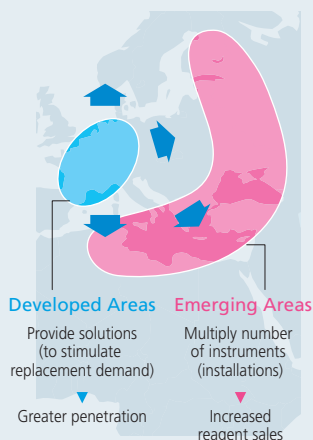 Developed Areas
Provide solutions
(to stimulate
replacement demand)
Greater penetration
Emerging Areas
Multiply number
of instruments
(installations)
Increased
reagent sales